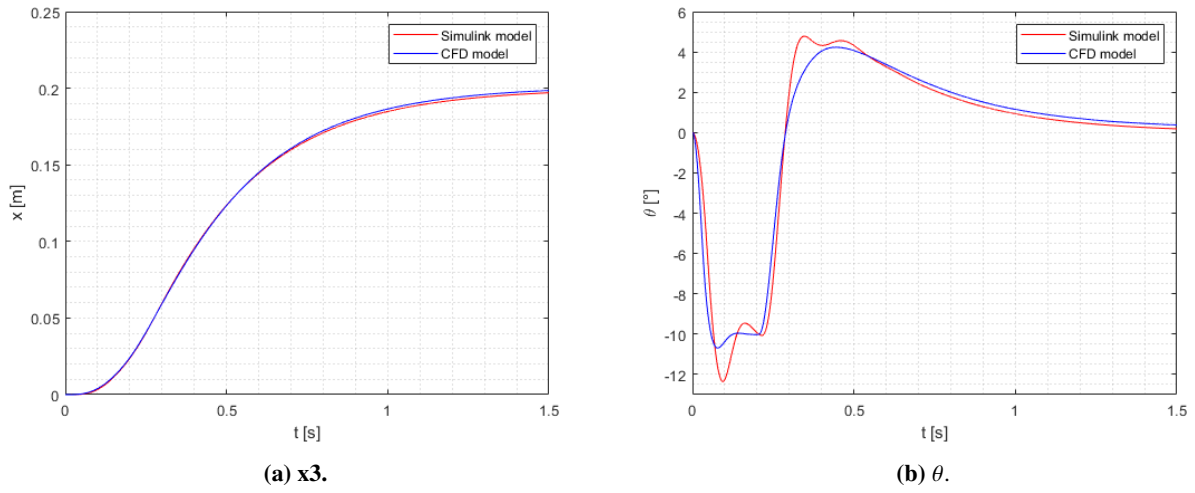 0.25
0.2
0.15
0.1
0.05
0
x [m]
0
0.5
1
1.5
t [s]
Simulink model
CFD model
(a) x3.
6
4
2
0
-2
-4
-6
-8
-10
-12
θ [°]
0
0.5
1
1.5
t [s]
Simulink model
CFD model
(b) θ.